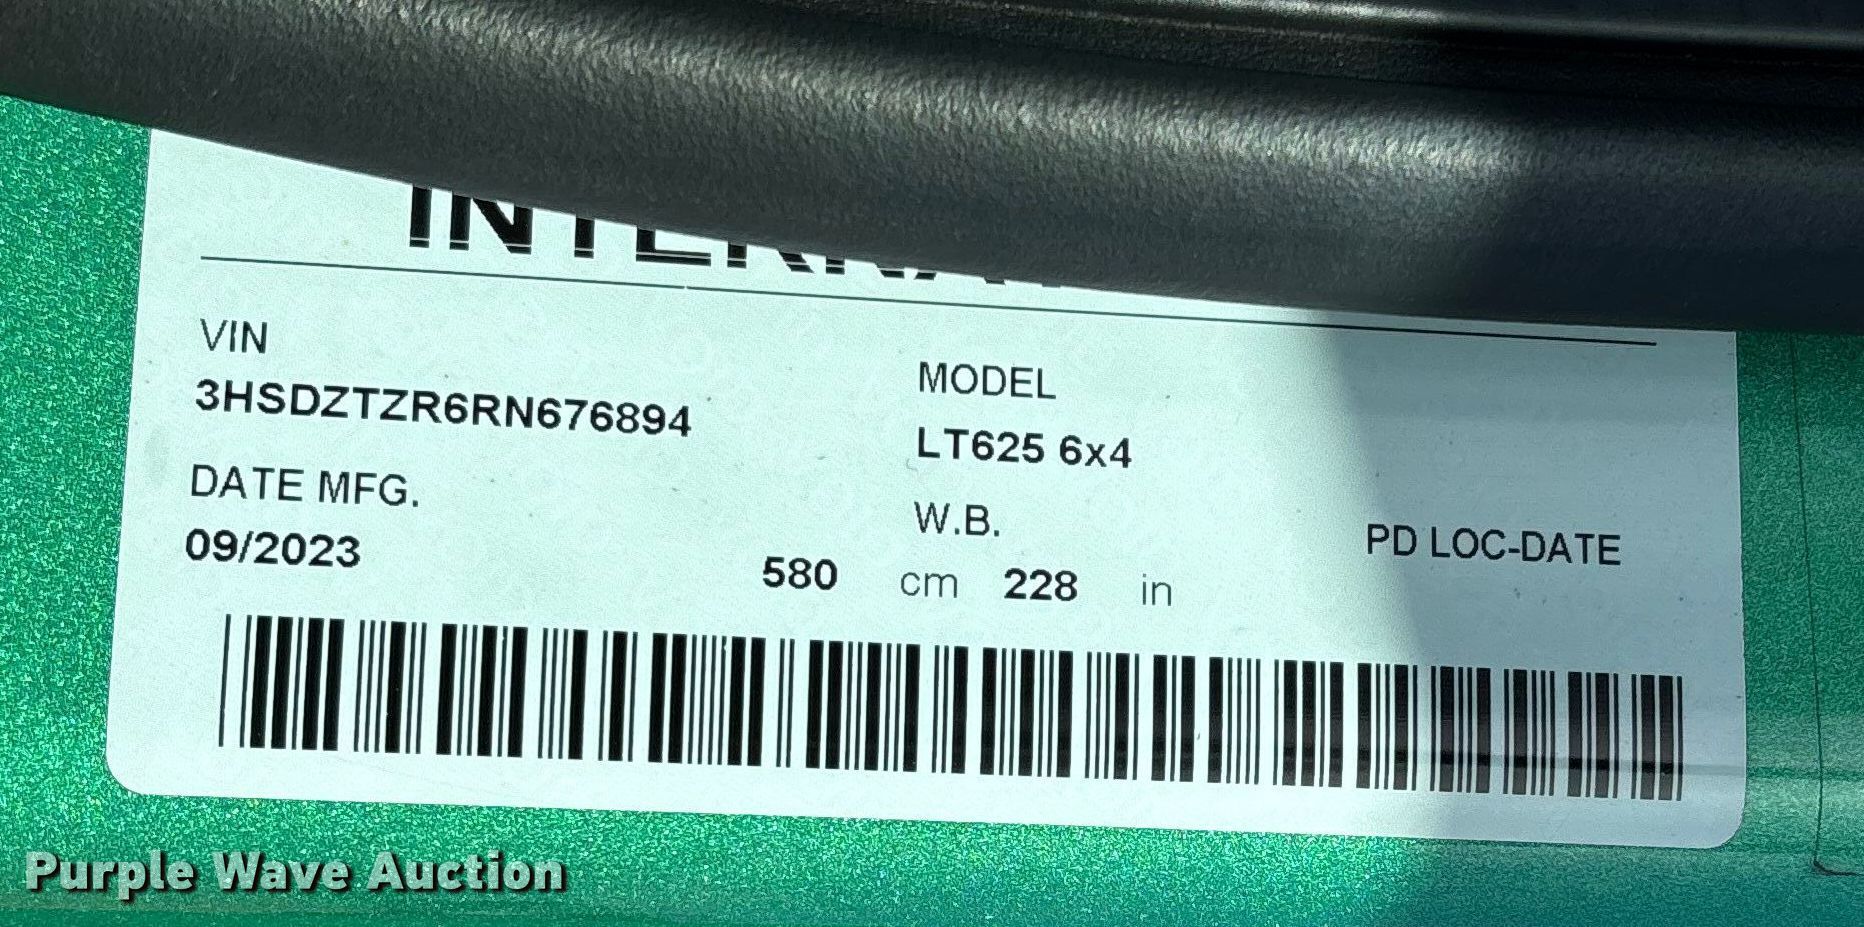 INTERNA
VIN
3HSDZTZR6RN676894
MODEL
LT625 6x4
DATE MFG.
09/2023
W.B.
580 cm 228 in
PD LOC-DATE
Purple Wave Auction